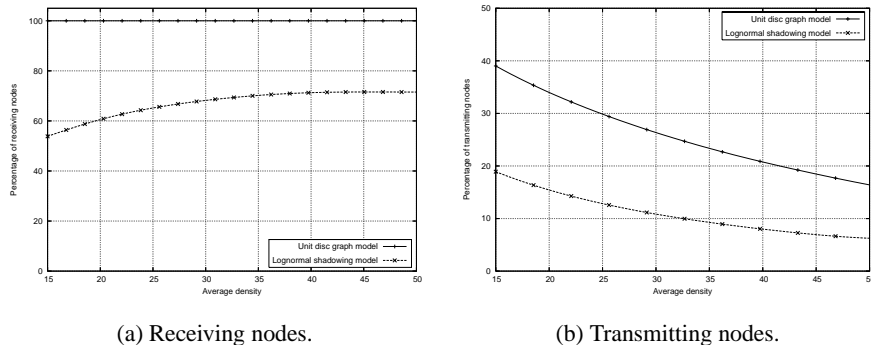 100
80
60
40
20
0
Percentage of receiving nodes
Unit disc graph model
Lognormal shadowing model
15 20 25 30 35 40 45 50
Average density
(a) Receiving nodes.
50
40
30
20
10
0
Percentage of transmitting nodes
Unit disc graph model
Lognormal shadowing model
15 20 25 30 35 40 45 50
Average density
(b) Transmitting nodes.